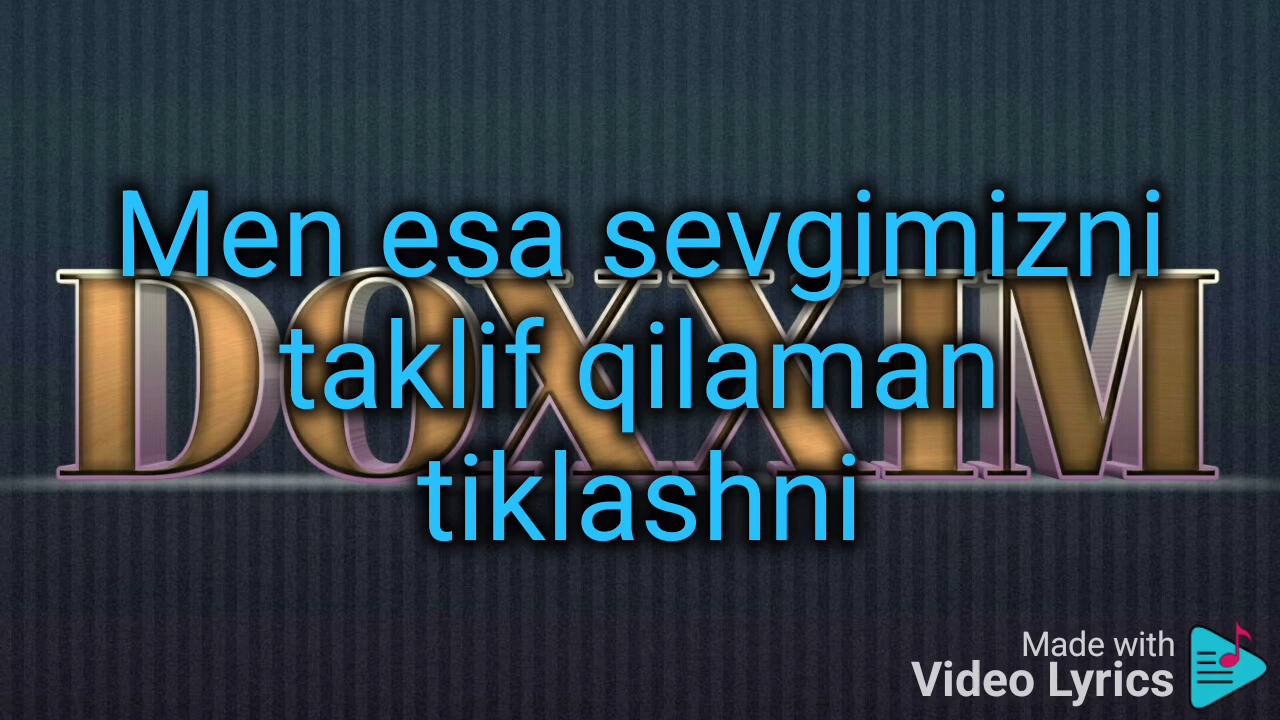 Men esa sevgimizni
DOXXIM
taklif qilaman
tiklashni
Made with
Video Lyrics